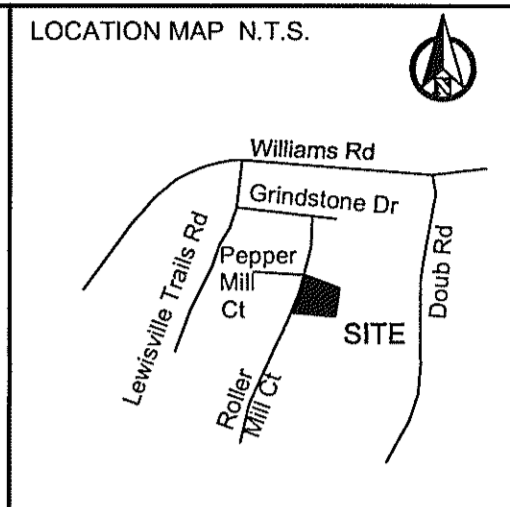 LOCATION MAP N.T.S.
N
Williams Rd
Grindstone Dr
Pepper
Mill
Ct
Lewisville Trails Rd
Doub Rd
SITE
Roller
Mill Ct